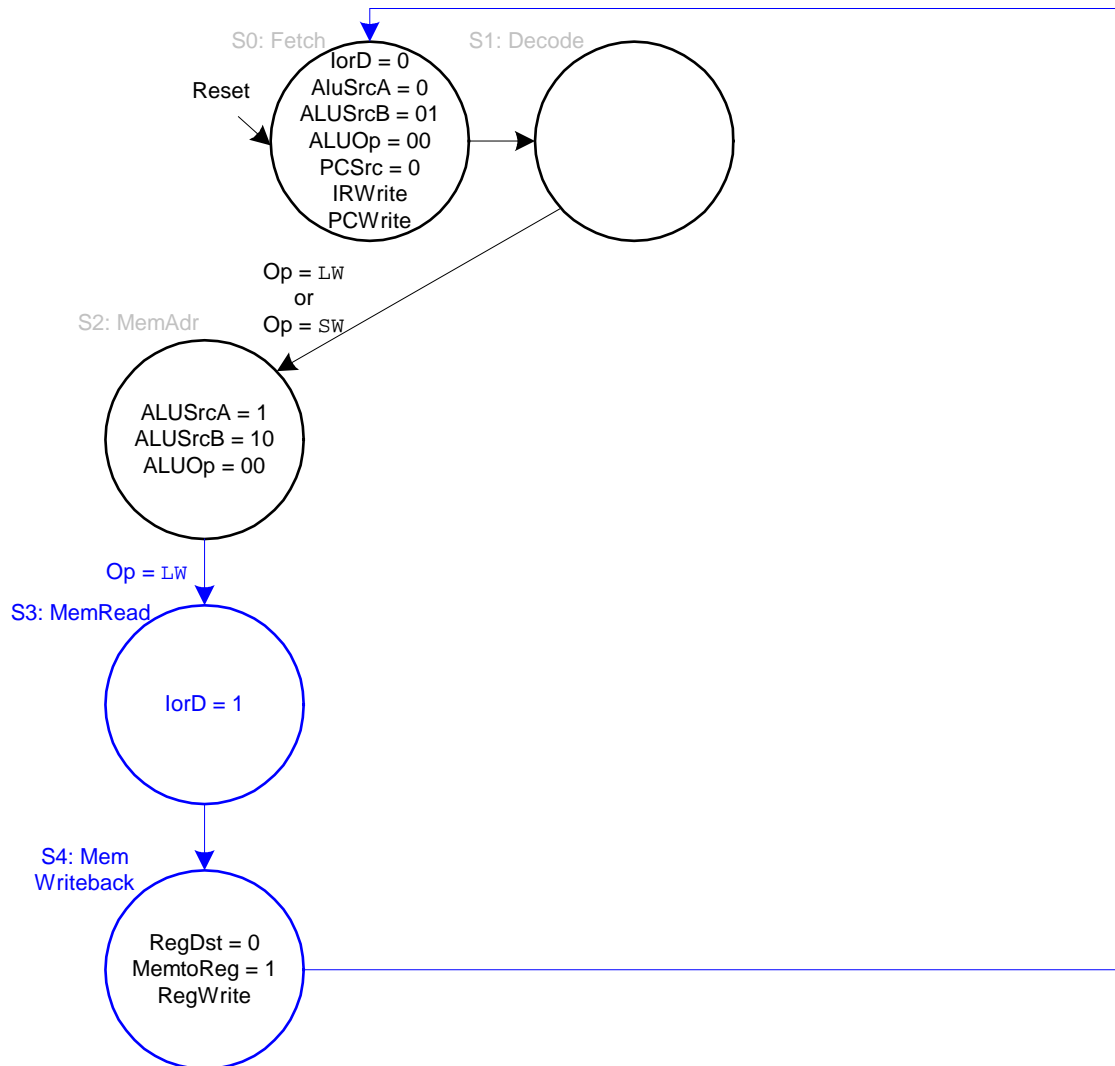 S0: Fetch
S1: Decode
Reset
IorD = 0
AluSrcA = 0
ALUSrcB = 01
ALUOp = 00
PCSrc = 0
IRWrite
PCWrite
Op = LW
or
Op = SW
S2: MemAdr
ALUSrcA = 1
ALUSrcB = 10
ALUOp = 00
Op = LW
S3: MemRead
IorD = 1
S4: Mem
Writeback
RegDst = 0
MemtoReg = 1
RegWrite